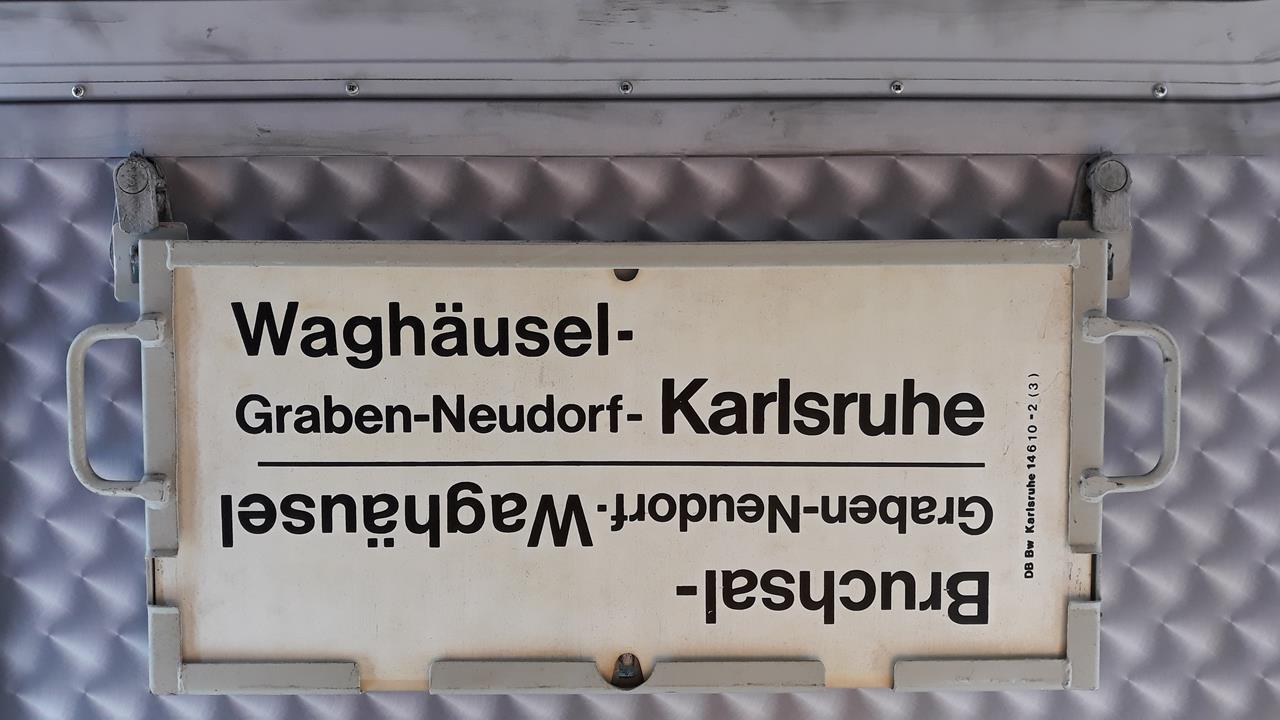 Waghäusel-
Graben-Neudorf- Karlsruhe
Bruchsal-
Graben-Neudorf-Waghäusel
DB Bw Karlsruhe 14610-2 (3)